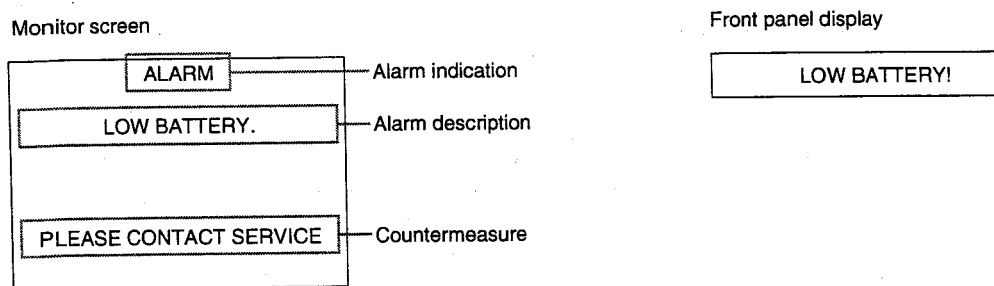 Monitor screen
Front panel display
ALARM
Alarm indication
LOW BATTERY!
LOW BATTERY.
Alarm description
PLEASE CONTACT SERVICE
Countermeasure